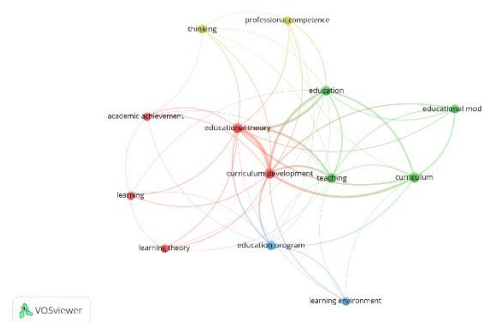 professional competence
thinking
education
educational mod
academic achievement
educational theory
curriculum development
teaching
curriculum
learning
learning theory
education program
learning environment
VOSviewer